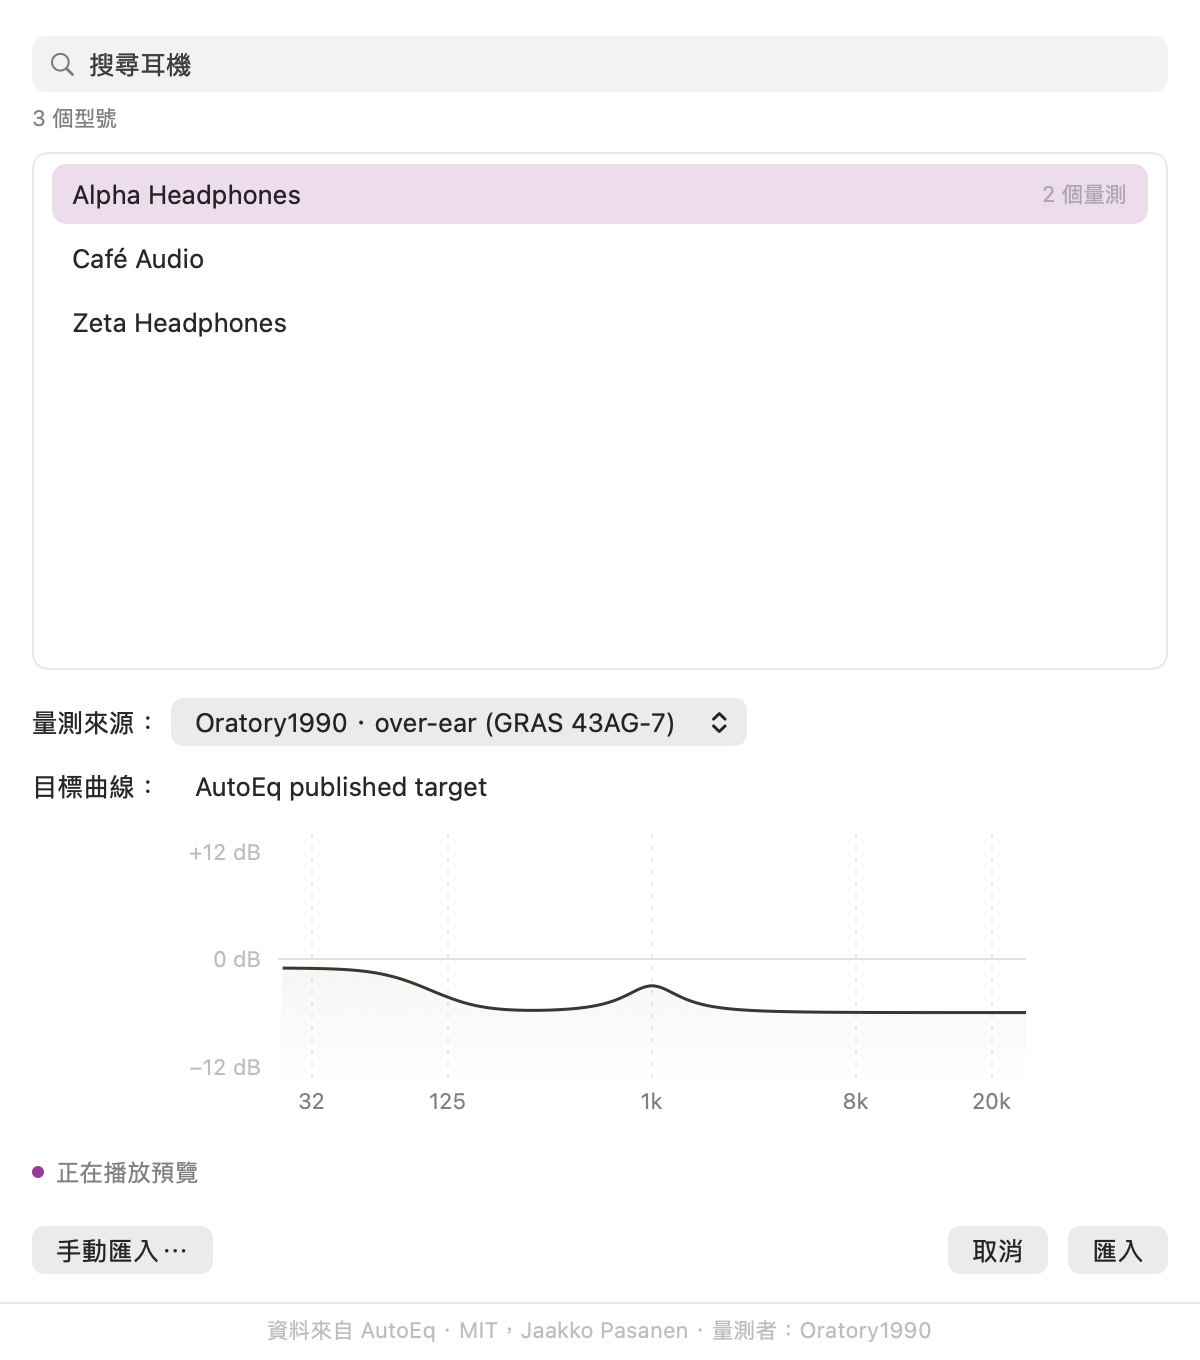 搜尋耳機
3 個型號
Alpha Headphones 2 個量測
Café Audio
Zeta Headphones
量測來源： Oratory1990 · over-ear (GRAS 43AG-7)
目標曲線： AutoEq published target
+12 dB
0 dB
−12 dB
32 125 1k 8k 20k
正在播放預覽
手動匯入⋯ 取消 匯入
資料來自 AutoEq · MIT，Jaakko Pasanen · 量測者：Oratory1990